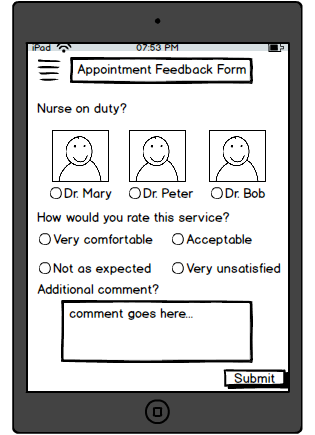 iPod 07:53 PM
Appointment Feedback Form
Nurse on duty?
Dr. Mary Dr. Peter Dr. Bob
How would you rate this service?
Very comfortable Acceptable
Not as expected Very unsatisfied
Additional comment?
comment goes here...
Submit